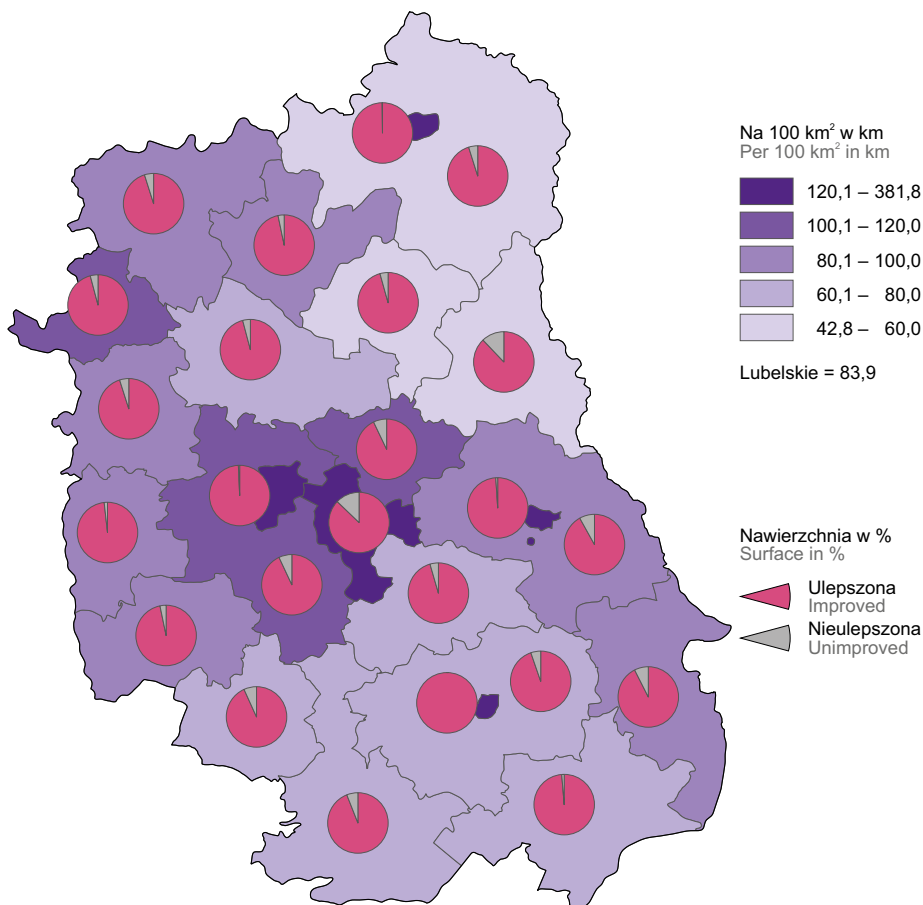 Na 100 km² w km
Per 100 km² in km
120,1 – 381,8
100,1 – 120,0
80,1 – 100,0
60,1 – 80,0
42,8 – 60,0
Lubelskie = 83,9
Nawierzchnia w %
Surface in %
Ulepszona
Improved
Nieulepszona
Unimproved